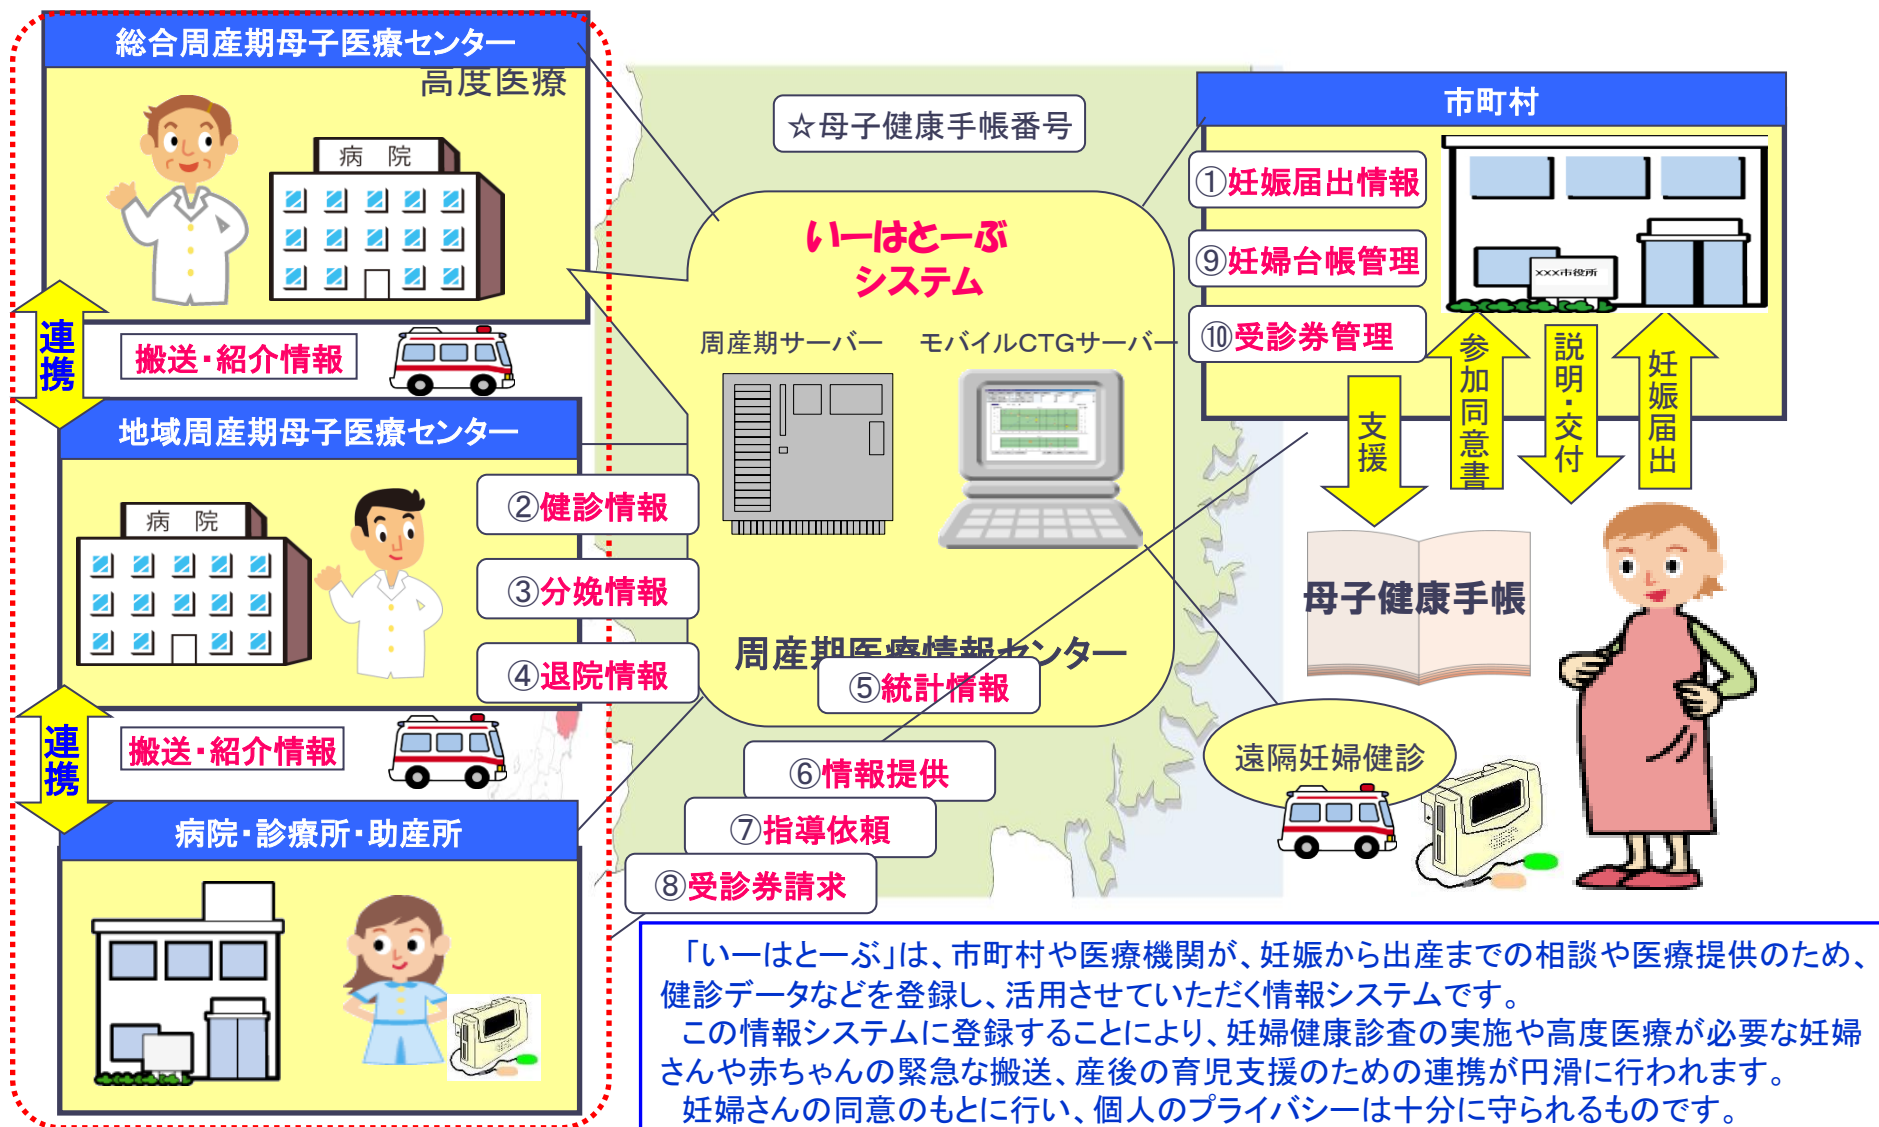 総合周産期母子医療センター
高度医療
病　院
連携
搬送・紹介情報
地域周産期母子医療センター
病　院
②健診情報
③分娩情報
④退院情報
連携
搬送・紹介情報
病院・診療所・助産所
☆母子健康手帳番号
いーはとーぶ
システム
周産期サーバー
モバイルCTGサーバー
周産期医療情報センター
⑤統計情報
⑥情報提供
⑦指導依頼
⑧受診券請求
市町村
①妊娠届出情報
⑨妊婦台帳管理
⑩受診券管理
xxx市役所
支援
参加同意書
説明・交付
妊娠届出
母子健康手帳
遠隔妊婦健診
「いーはとーぶ」は、市町村や医療機関が、妊娠から出産までの相談や医療提供のため、
健診データなどを登録し、活用させていただく情報システムです。
この情報システムに登録することにより、妊婦健康診査の実施や高度医療が必要な妊婦
さんや赤ちゃんの緊急な搬送、産後の育児支援のための連携が円滑に行われます。
妊婦さんの同意のもとに行い、個人のプライバシーは十分に守られるものです。